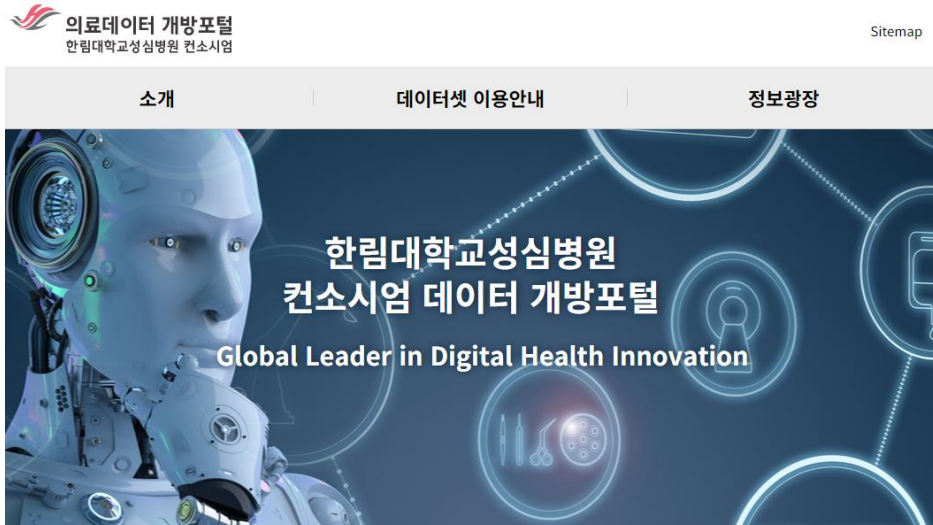 의료데이터 개방포털
한림대학교성심병원 컨소시엄
Sitemap
소개
데이터셋 이용안내
정보광장
한림대학교성심병원
컨소시엄 데이터 개방포털
Global Leader in Digital Health Innovation